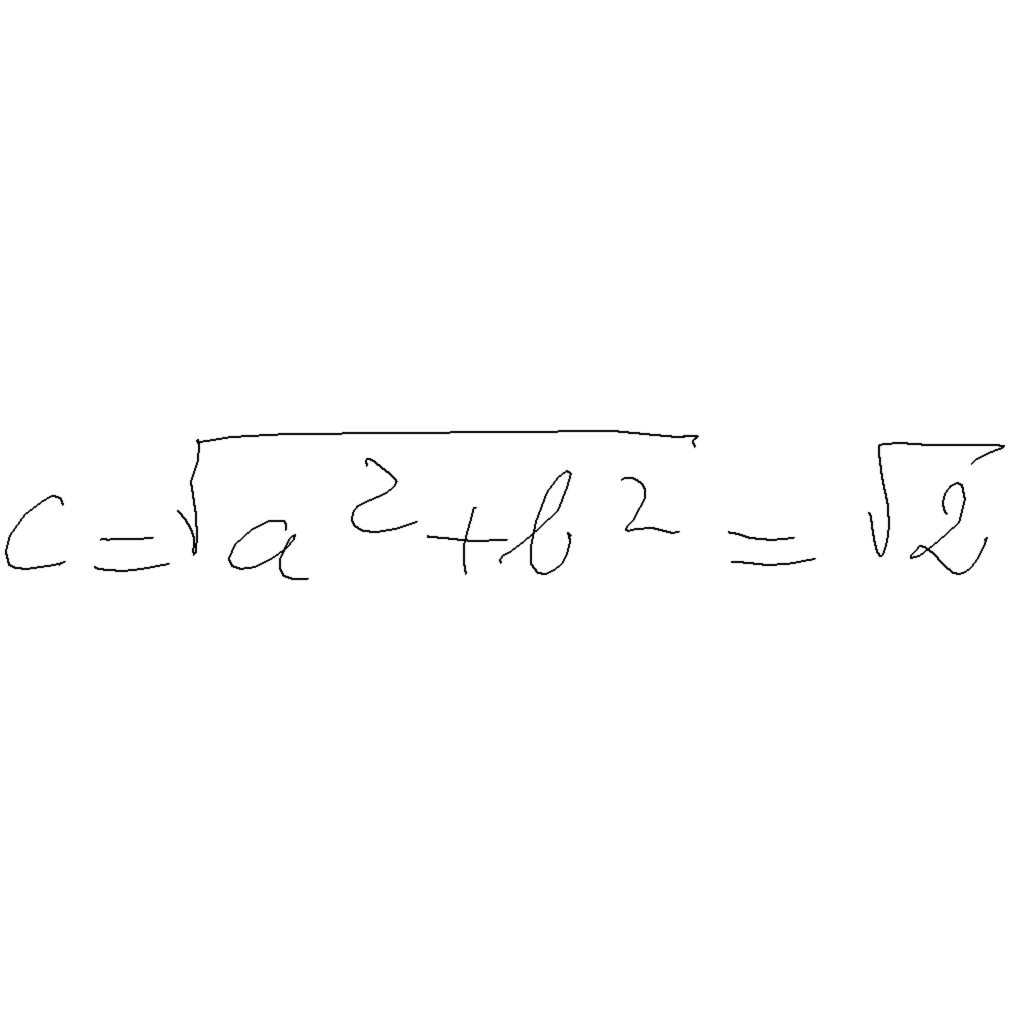 c=√(a²+b²) = √2